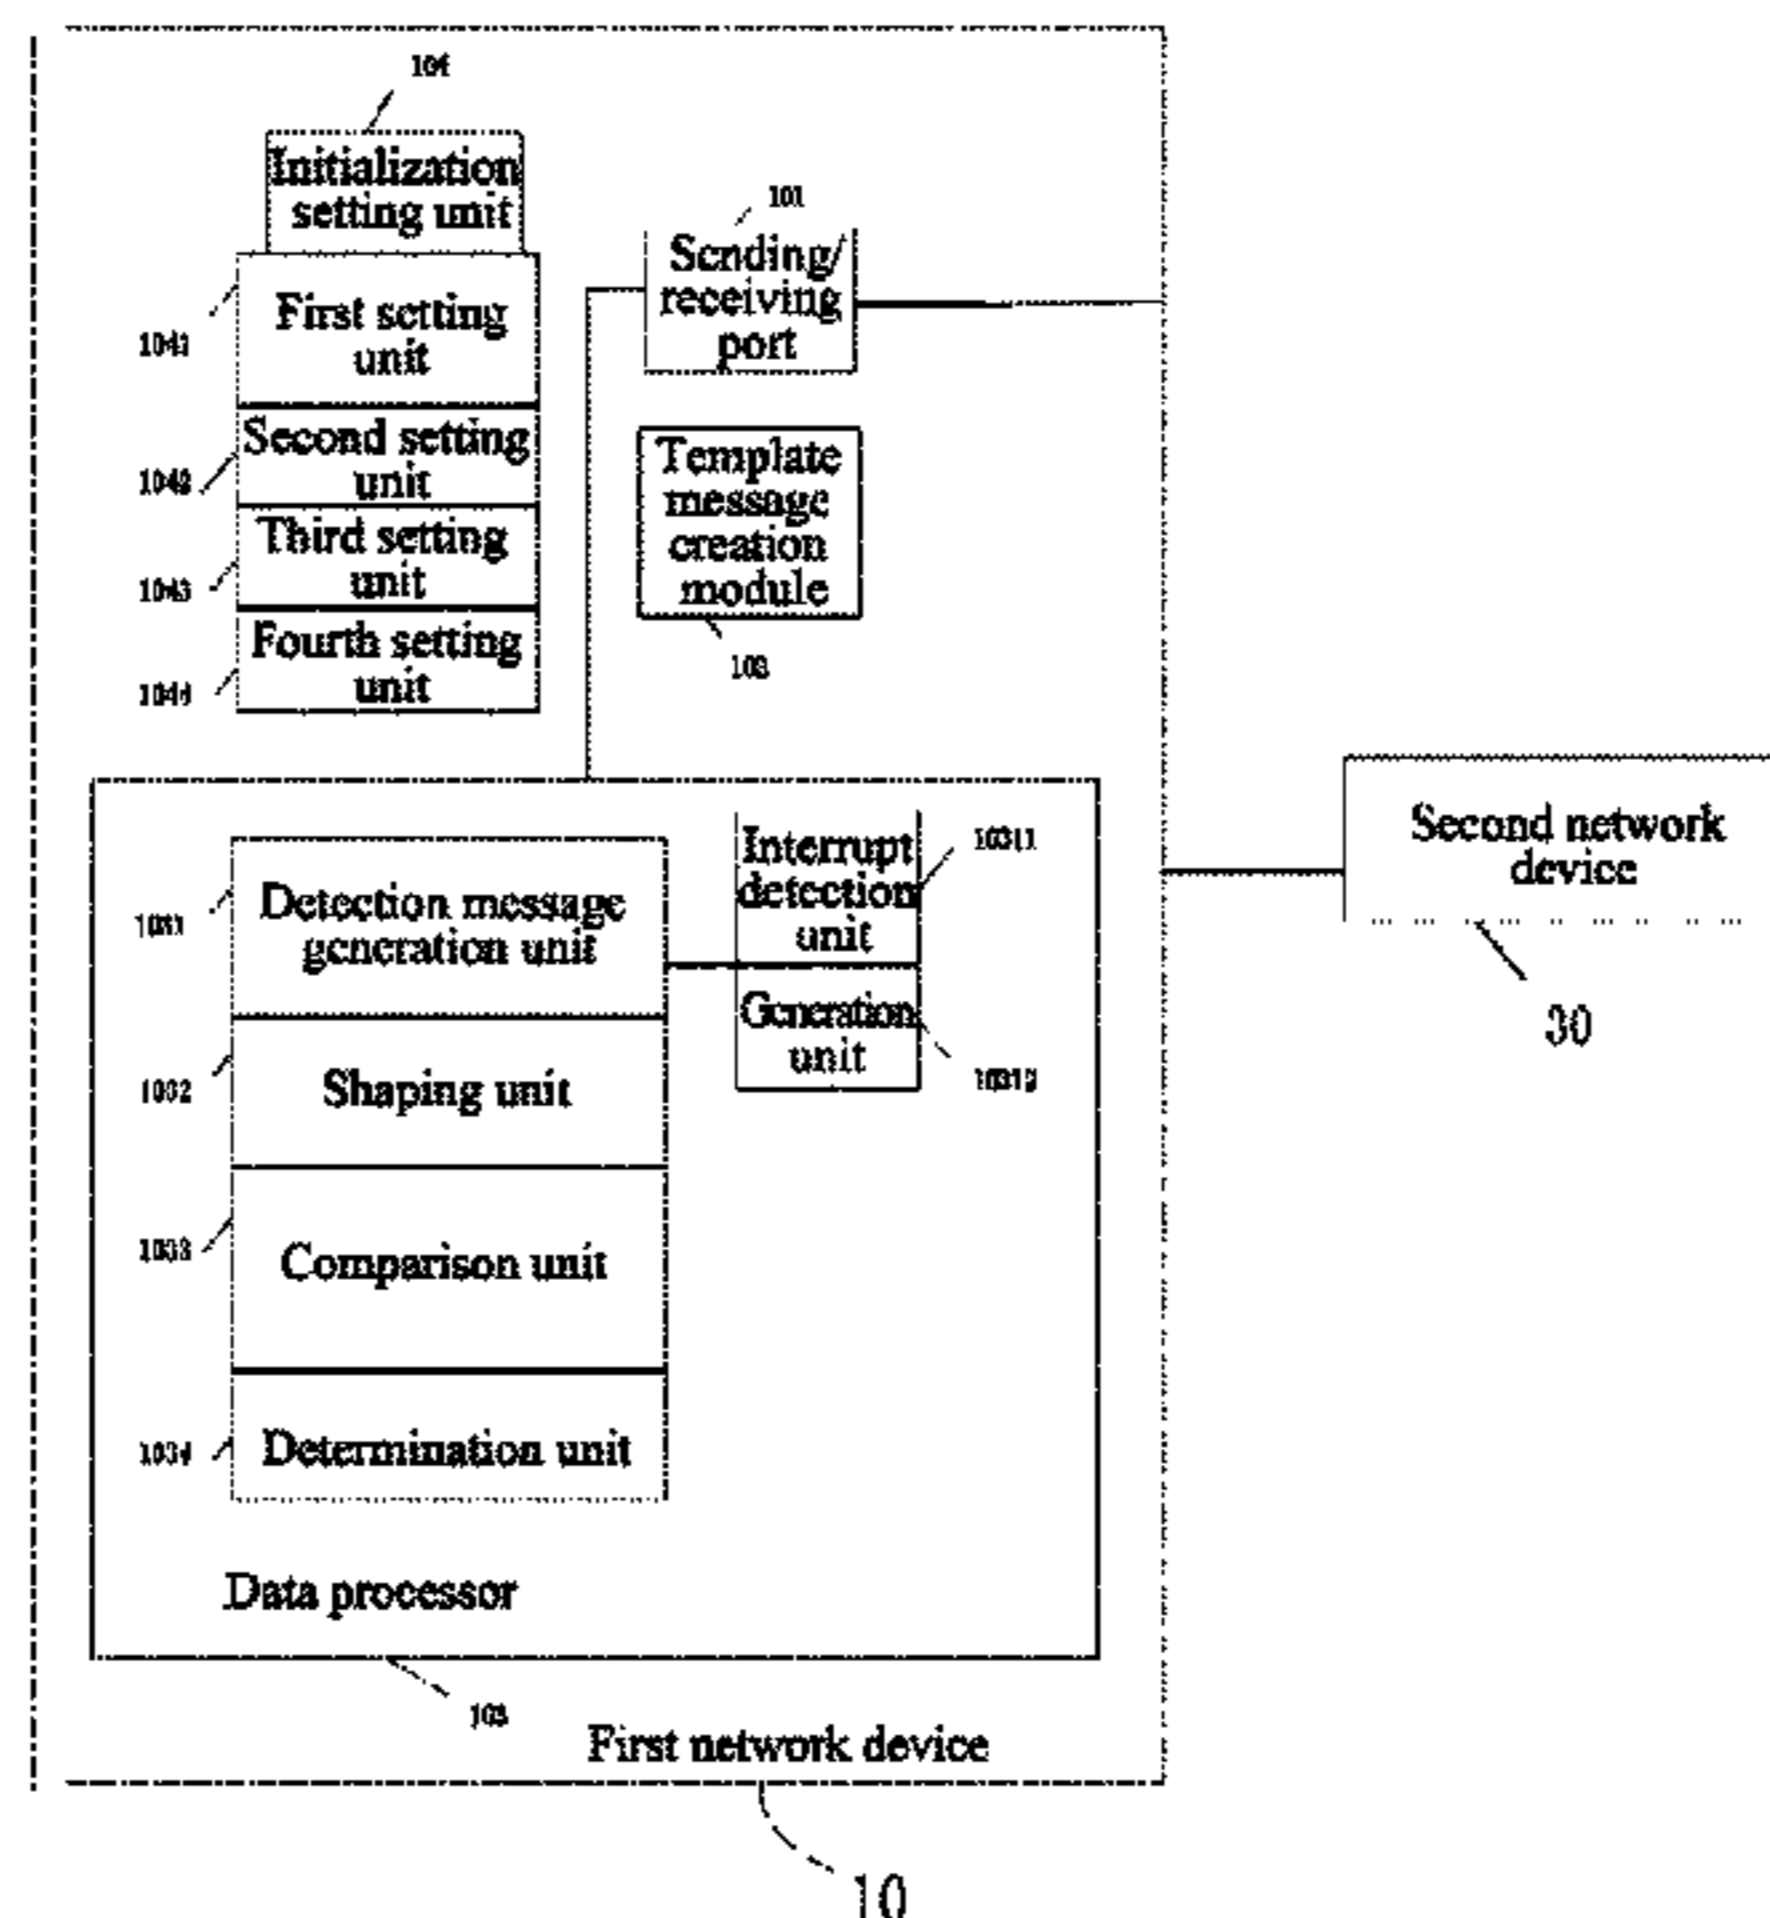 104
Initialization
setting unit
101
Sending/
receiving
port
1041
First setting
unit
1042
Second setting
unit
Template
message
creation
module
102
1043
Third setting
unit
1044
Fourth setting
unit
1031
Detection message
generation unit
Interrupt
detection
unit
10311
Generation
unit
10312
1032
Shaping unit
1033
Comparison unit
1034
Determination unit
Data processor
103
First network device
10
Second network
device
30